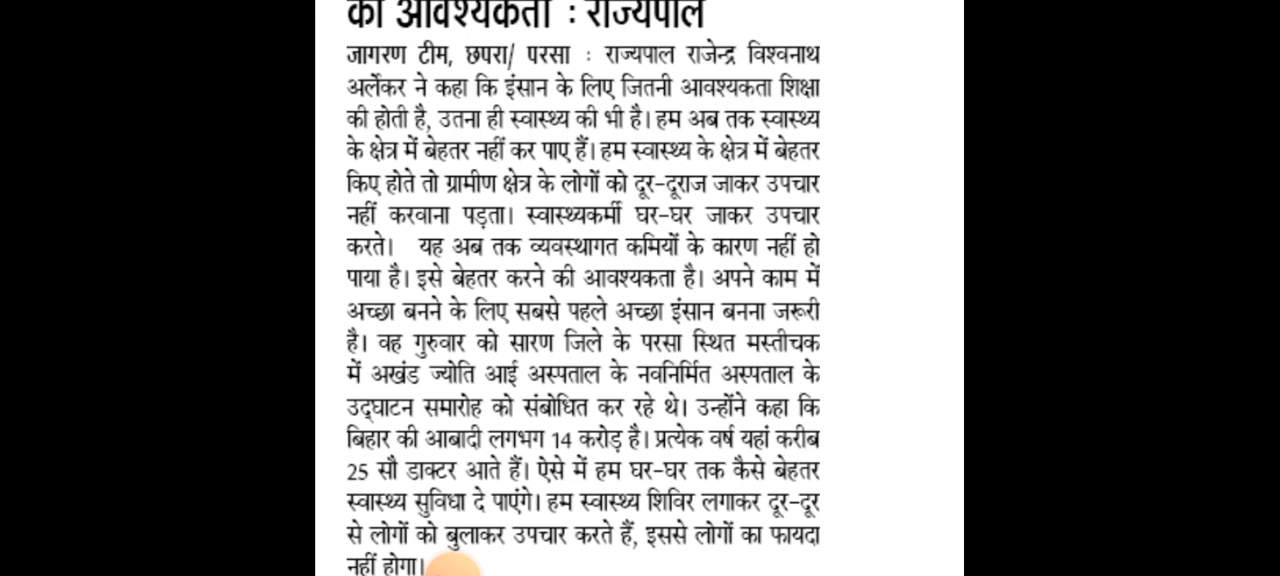 की आवश्यकता : राज्यपाल
जागरण टीम, छपरा/ परसा : राज्यपाल राजेन्द्र विश्वनाथ
अर्लेकर ने कहा कि इंसान के लिए जितनी आवश्यकता शिक्षा
की होती है, उतना ही स्वास्थ्य की भी है। हम अब तक स्वास्थ्य
के क्षेत्र में बेहतर नहीं कर पाए हैं। हम स्वास्थ्य के क्षेत्र में बेहतर
किए होते तो ग्रामीण क्षेत्र के लोगों को दूर-दूराज जाकर उपचार
नहीं करवाना पड़ता। स्वास्थ्यकर्मी घर-घर जाकर उपचार
करते। यह अब तक व्यवस्थागत कमियों के कारण नहीं हो
पाया है। इसे बेहतर करने की आवश्यकता है। अपने काम में
अच्छा बनने के लिए सबसे पहले अच्छा इंसान बनना जरूरी
है। वह गुरुवार को सारण जिले के परसा स्थित मस्तीचक
में अखंड ज्योति आई अस्पताल के नवनिर्मित अस्पताल के
उद्घाटन समारोह को संबोधित कर रहे थे। उन्होंने कहा कि
बिहार की आबादी लगभग 14 करोड़ है। प्रत्येक वर्ष यहां करीब
25 सौ डाक्टर आते हैं। ऐसे में हम घर-घर तक कैसे बेहतर
स्वास्थ्य सुविधा दे पाएंगे। हम स्वास्थ्य शिविर लगाकर दूर-दूर
से लोगों को बुलाकर उपचार करते हैं, इससे लोगों का फायदा
नहीं होगा।